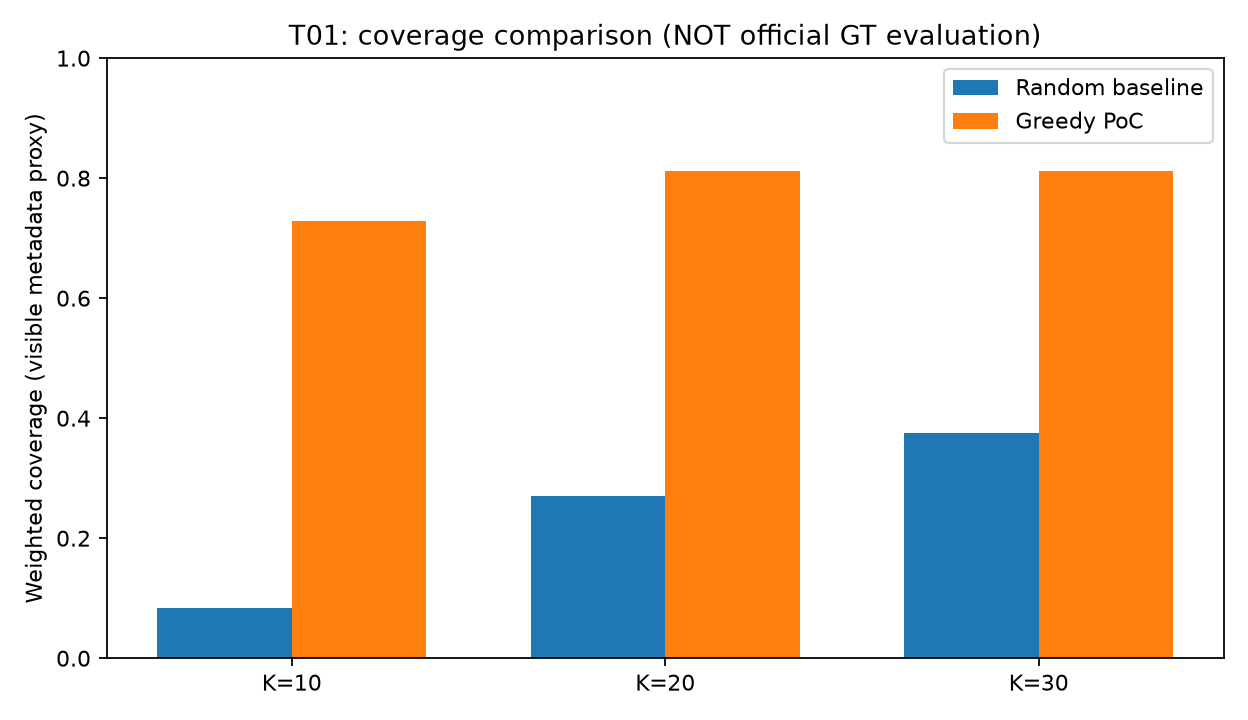 T01: coverage comparison (NOT official GT evaluation)
Weighted coverage (visible metadata proxy)
1.0
0.8
0.6
0.4
0.2
0.0
Random baseline
Greedy PoC
K=10
K=20
K=30